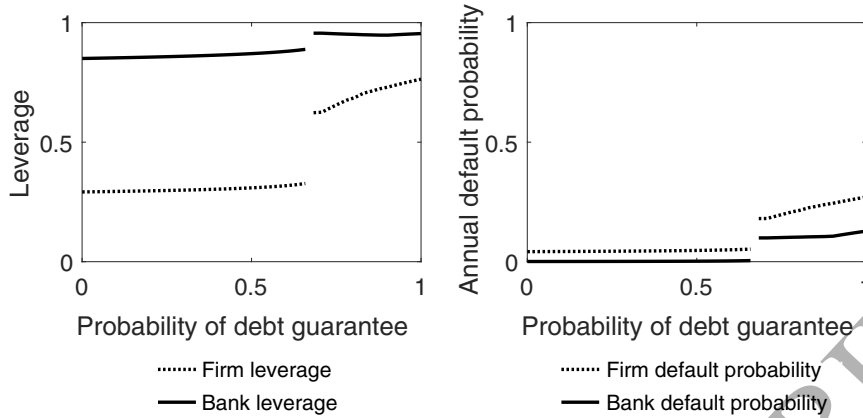 1
0.5
0
Leverage
0
0.5
1
Probability of debt guarantee
Firm leverage
Bank leverage
1
0.5
0
Annual default probability
0
0.5
1
Probability of debt guarantee
Firm default probability
Bank default probability